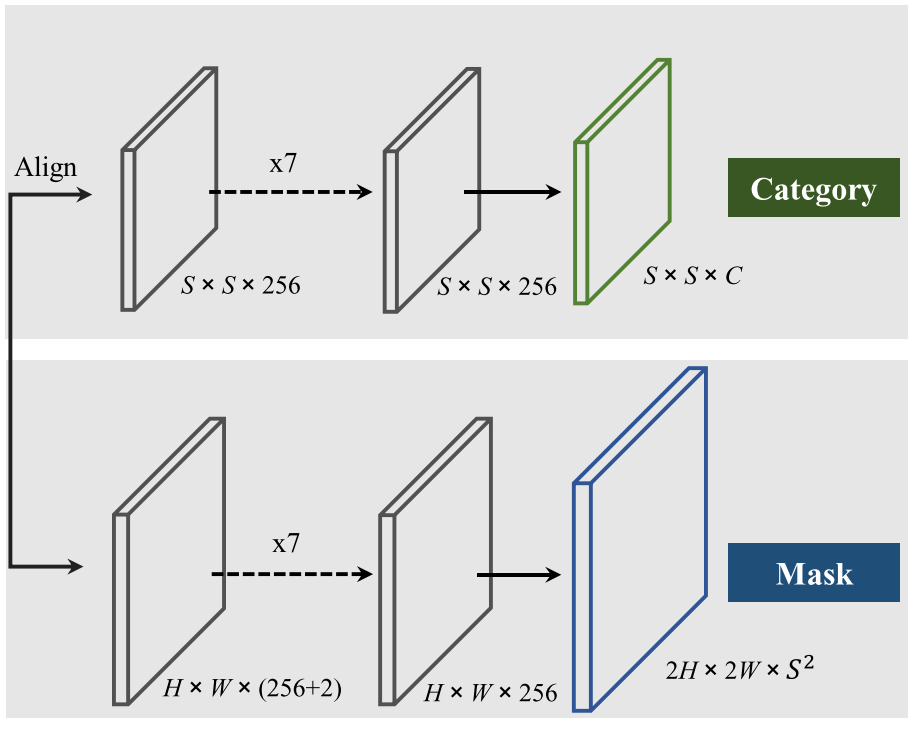 Align
x7
S × S × 256
S × S × 256
S × S × C
Category
x7
H × W × (256+2)
H × W × 256
2H × 2W × S²
Mask